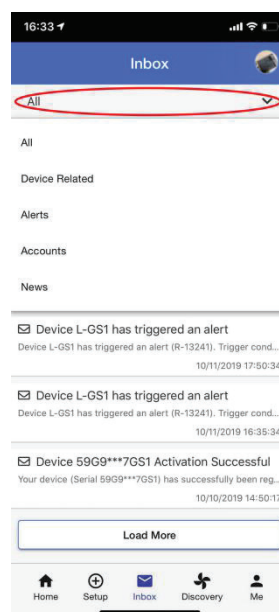 16:33
Inbox
All
All
Device Related
Alerts
Accounts
News
Device L-GS1 has triggered an alert
Device L-GS1 has triggered an alert (R-13241). Trigger cond...
10/11/2019 17:50:34
Device L-GS1 has triggered an alert
Device L-GS1 has triggered an alert (R-13241). Trigger cond...
10/11/2019 16:35:34
Device 59G9***7GS1 Activation Successful
Your device (Serial 59G9***7GS1) has successfully been reg...
10/10/2019 14:50:17
Load More
Home Setup Inbox Discovery Me